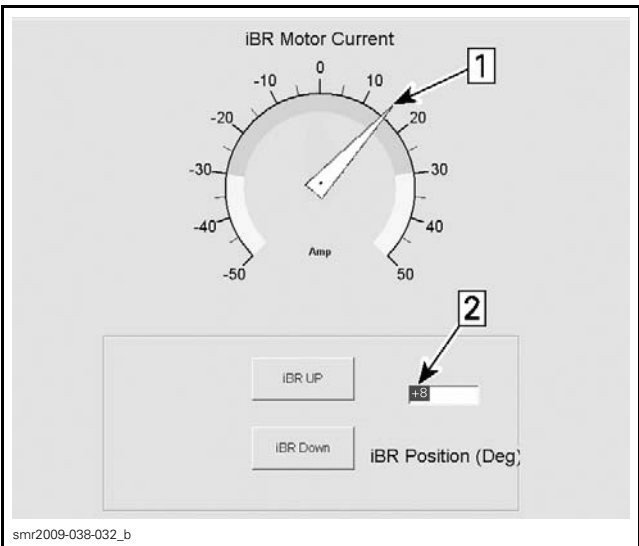 iBR Motor Current
1
0
-10
10
-20
20
-30
30
-40
40
Amp
-50
50
2
iBR UP
+8
iBR Down
iBR Position (Deg)
smr2009-038-032_b